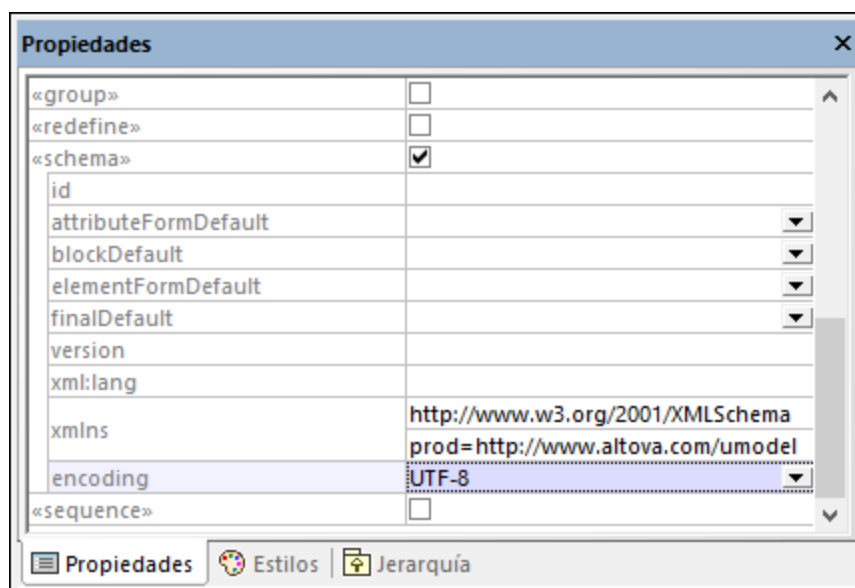 Propiedades
«group»
«redefine»
«schema»
id
attributeFormDefault
blockDefault
elementFormDefault
finalDefault
version
xml:lang
xmlns
http://www.w3.org/2001/XMLSchema
prod=http://www.altova.com/umodel
encoding UTF-8
«sequence»
Propiedades Estilos Jerarquía